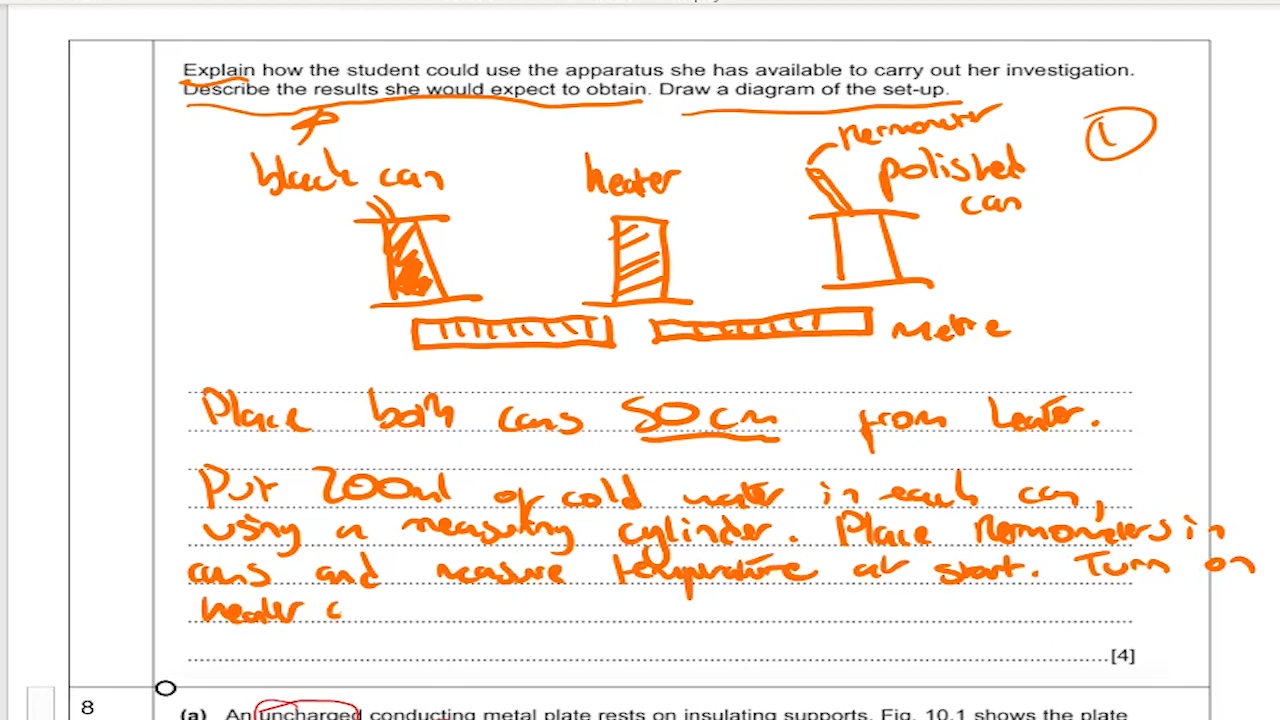 Explain how the student could use the apparatus she has available to carry out her investigation.
Describe the results she would expect to obtain. Draw a diagram of the set-up.
1
thermometer
black can
heater
polished
can
metre
Place both cans 50cm from heater.
Put 200ml of cold water in each can,
using a measuring cylinder. Place thermometers in
cans and measure temperature at start. Turn on
heater
[4]
8
(a) An uncharged conducting metal plate rests on insulating supports. Fig. 10.1 shows the plate